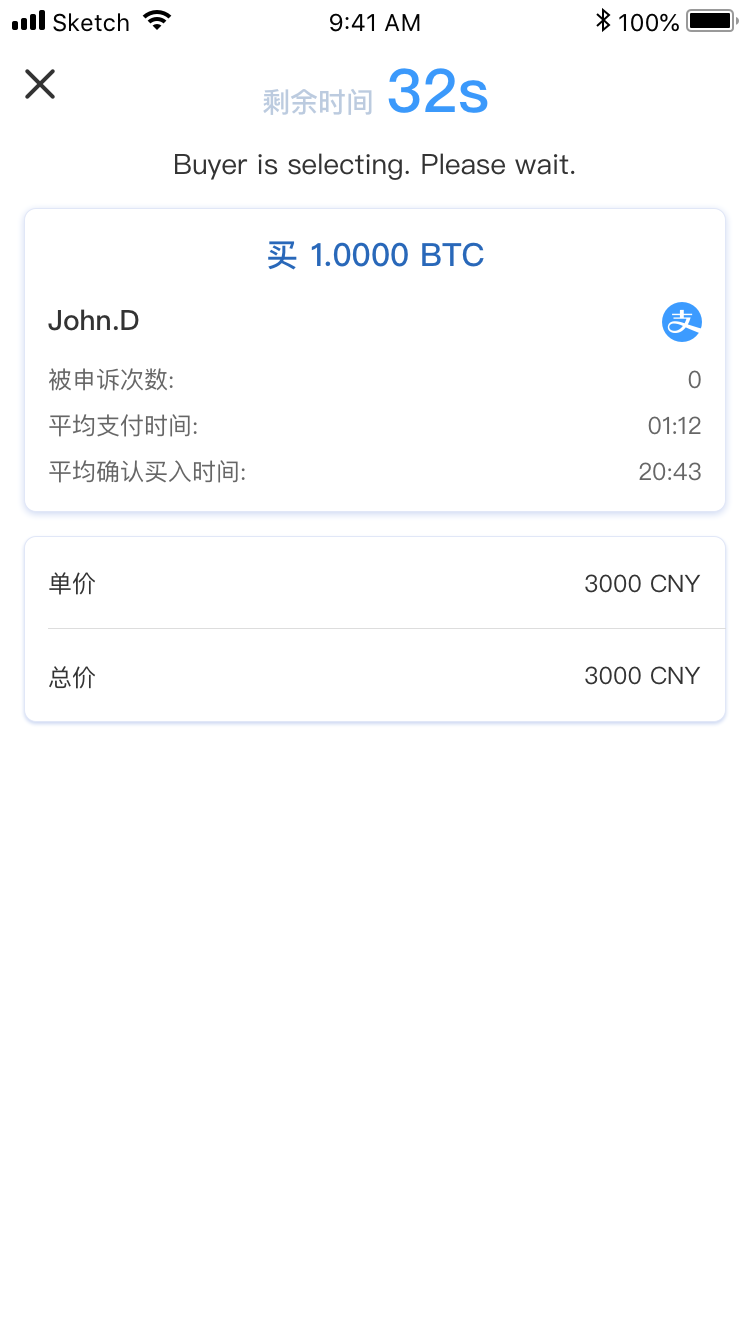 Sketch 9:41 AM 100%
剩余时间 32s
Buyer is selecting. Please wait.
买 1.0000 BTC
John.D 支
被申诉次数: 0
平均支付时间: 01:12
平均确认买入时间: 20:43
单价 3000 CNY
总价 3000 CNY